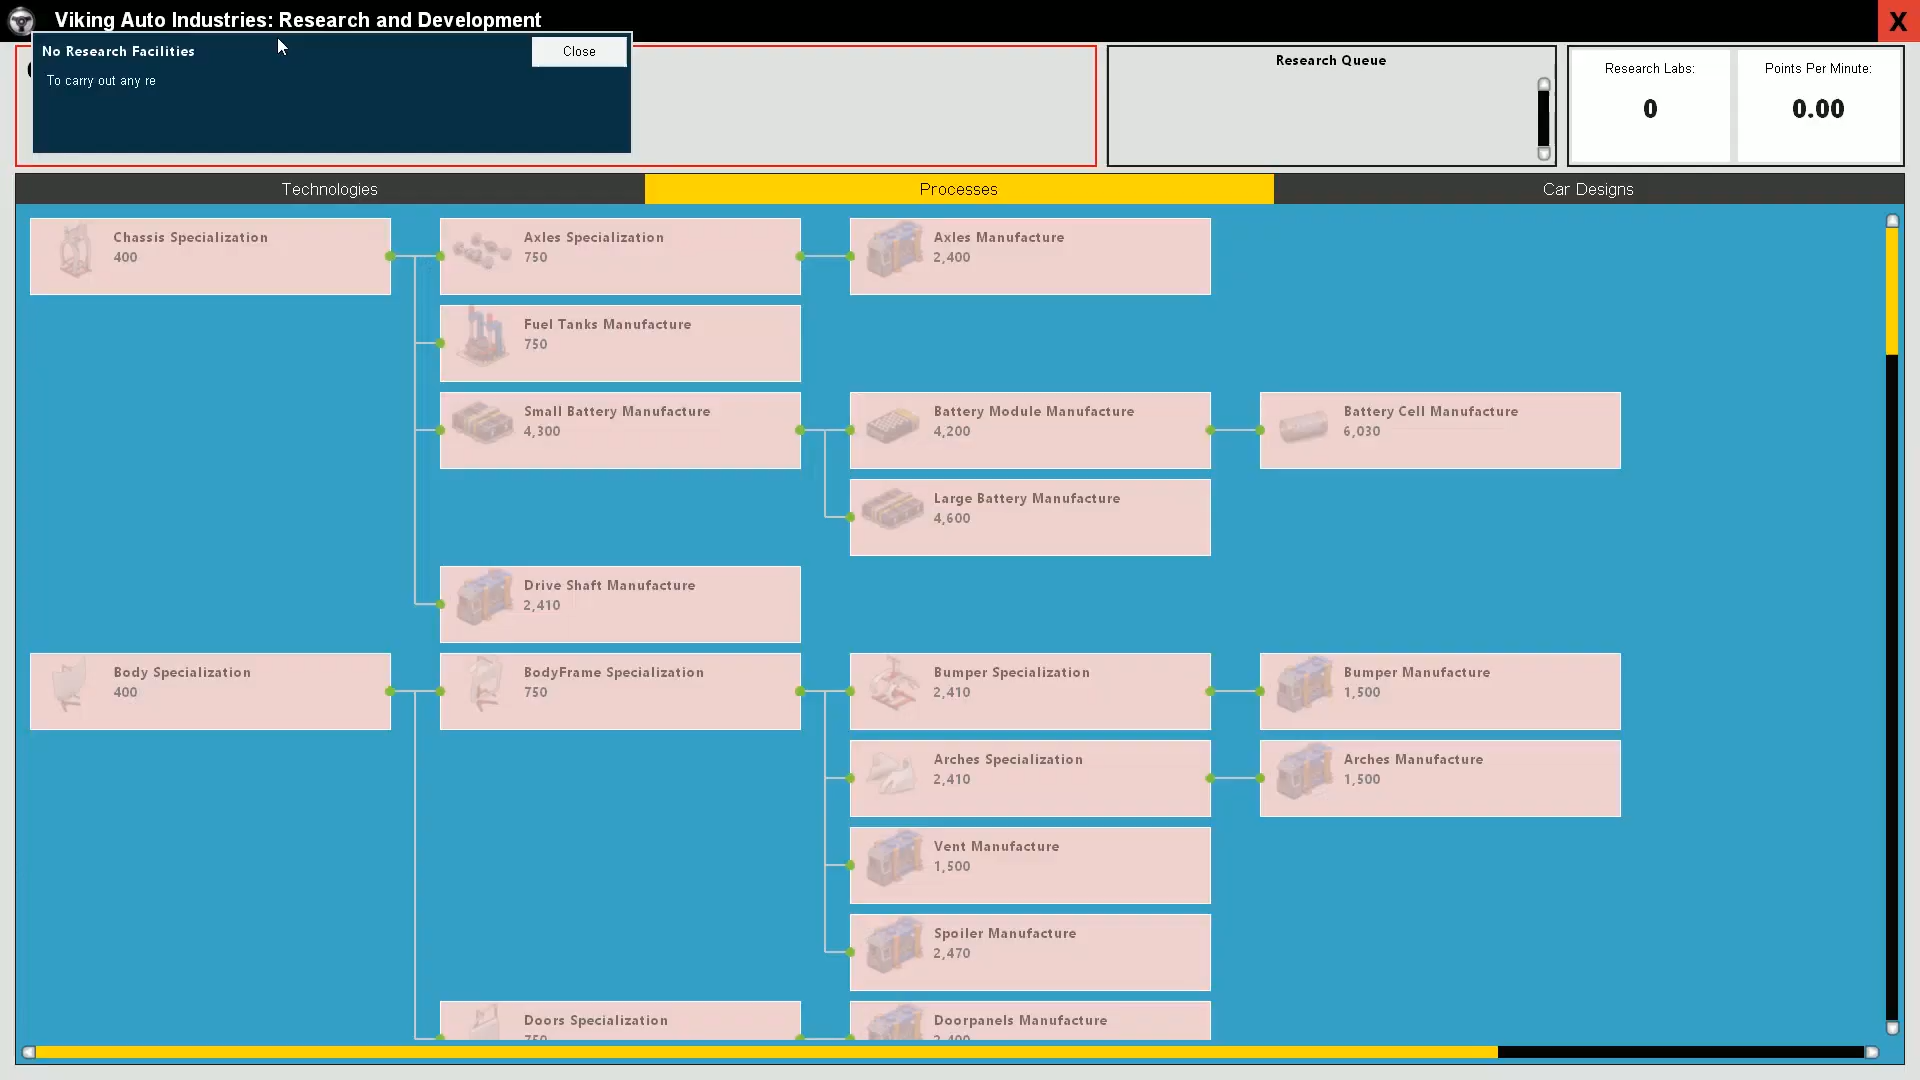 Viking Auto Industries: Research and Development
X
No Research Facilities
Close
To carry out any re
Research Queue
Research Labs:
0
Points Per Minute:
0.00
Technologies
Processes
Car Designs
Chassis Specialization
400
Axles Specialization
750
Axles Manufacture
2,400
Fuel Tanks Manufacture
750
Small Battery Manufacture
4,300
Battery Module Manufacture
4,200
Battery Cell Manufacture
6,030
Large Battery Manufacture
4,600
Drive Shaft Manufacture
2,410
Body Specialization
400
BodyFrame Specialization
750
Bumper Specialization
2,410
Bumper Manufacture
1,500
Arches Specialization
2,410
Arches Manufacture
1,500
Vent Manufacture
1,500
Spoiler Manufacture
2,470
Doors Specialization
750
Doorpanels Manufacture
2,400